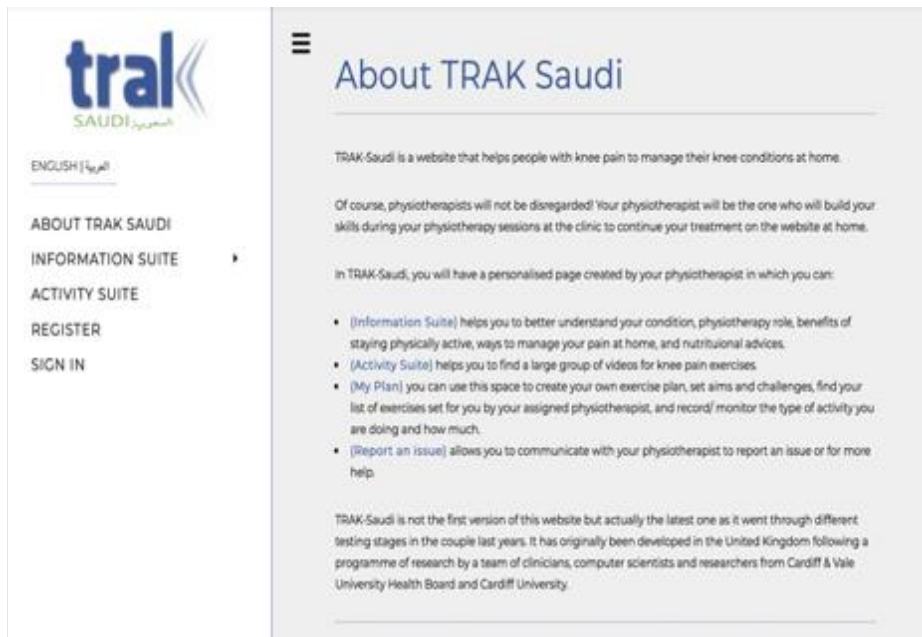 trak
SAUDI السعودية
ENGLISH | العربية
ABOUT TRAK SAUDI
INFORMATION SUITE
ACTIVITY SUITE
REGISTER
SIGN IN
About TRAK Saudi
TRAK-Saudi is a website that helps people with knee pain to manage their knee conditions at home.
Of course, physiotherapists will not be disregarded! Your physiotherapist will be the one who will build your
skills during your physiotherapy sessions at the clinic to continue your treatment on the website at home.
In TRAK-Saudi, you will have a personalised page created by your physiotherapist in which you can:
• (Information Suite) helps you to better understand your condition, physiotherapy role, benefits of
staying physically active, ways to manage your pain at home, and nutrituional advices.
• (Activity Suite) helps you to find a large group of videos for knee pain exercises.
• (My Plan) you can use this space to create your own exercise plan, set aims and challenges, find your
list of exercises set for you by your assigned physiotherapist, and record/ monitor the type of activity you
are doing and how much.
• (Report an issue) allows you to communicate with your physiotherapist to report an issue or for more
help.
TRAK-Saudi is not the first version of this website but actually the latest one as it went through different
testing stages in the couple last years. It has originally been developed in the United Kingdom following a
programme of research by a team of clinicians, computer scientists and researchers from Cardiff & Vale
University Health Board and Cardiff University.